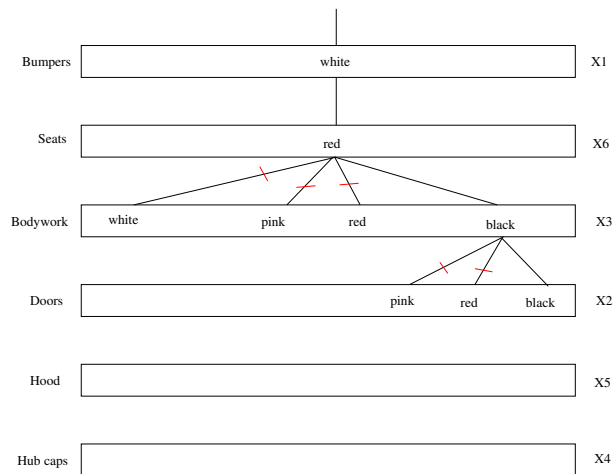 Bumpers white X1
Seats red X6
Bodywork white pink red black X3
Doors pink red black X2
Hood X5
Hub caps X4